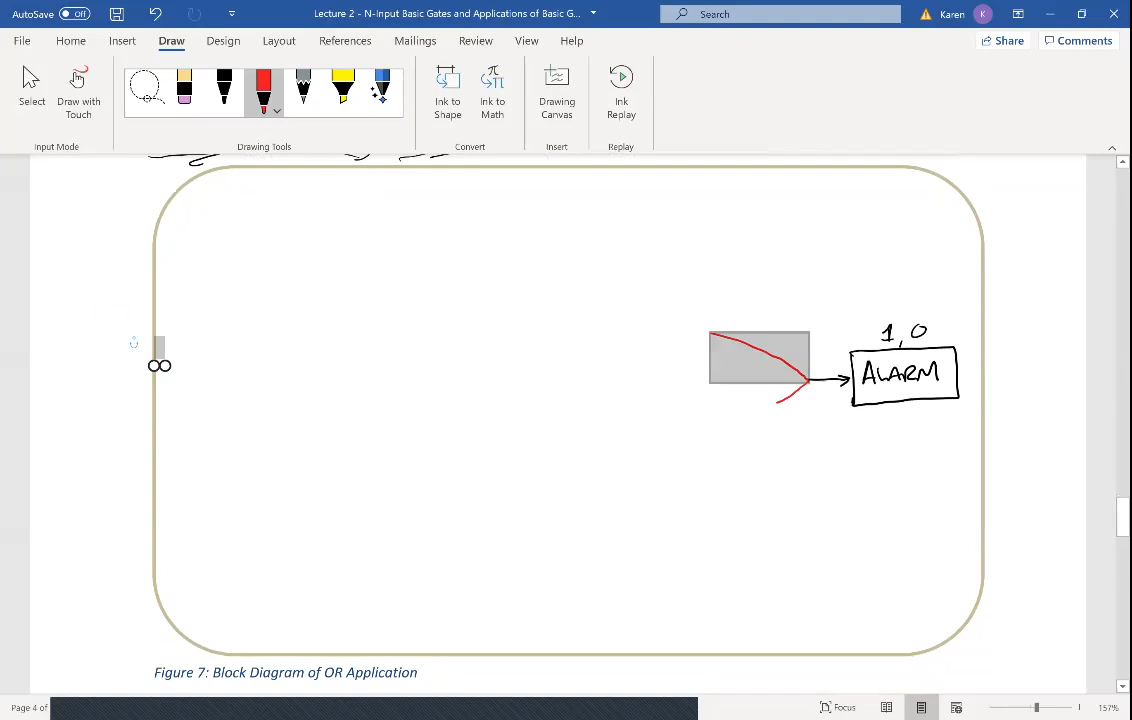 AutoSave Off Lecture 2 - N-Input Basic Gates and Applications of Basic G... Search Karen K
File Home Insert Draw Design Layout References Mailings Review View Help Share Comments
Select Draw with Touch Ink to Shape Ink to Math Drawing Canvas Ink Replay
Input Mode Drawing Tools Convert Insert Replay
1, 0
ALARM
Figure 7: Block Diagram of OR Application
Page 4 of Focus 157%